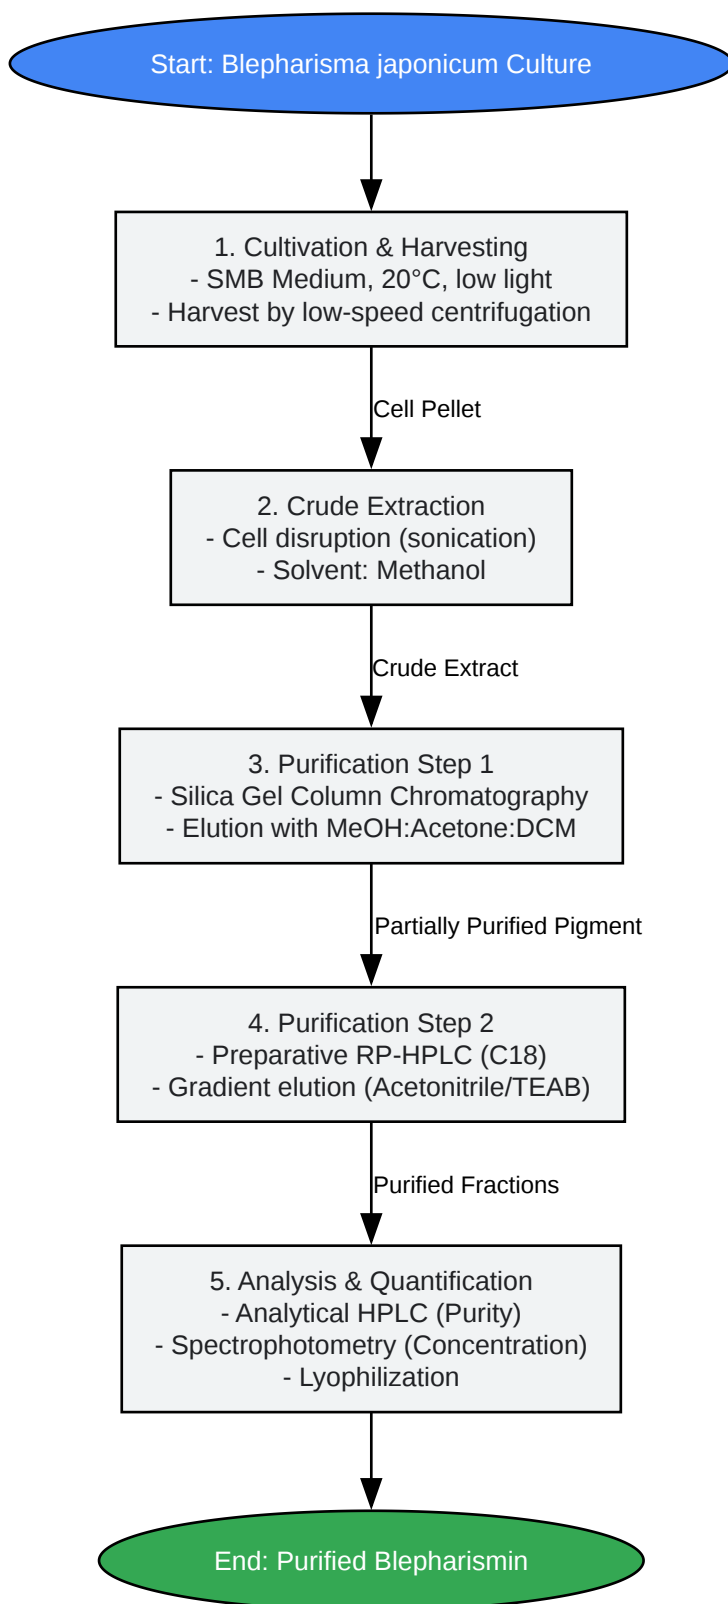 Start: Blepharisma japonicum Culture
1. Cultivation & Harvesting
- SMB Medium, 20°C, low light
- Harvest by low-speed centrifugation
Cell Pellet
2. Crude Extraction
- Cell disruption (sonication)
- Solvent: Methanol
Crude Extract
3. Purification Step 1
- Silica Gel Column Chromatography
- Elution with MeOH:Acetone:DCM
Partially Purified Pigment
4. Purification Step 2
- Preparative RP-HPLC (C18)
- Gradient elution (Acetonitrile/TEAB)
Purified Fractions
5. Analysis & Quantification
- Analytical HPLC (Purity)
- Spectrophotometry (Concentration)
- Lyophilization
End: Purified Blepharismin